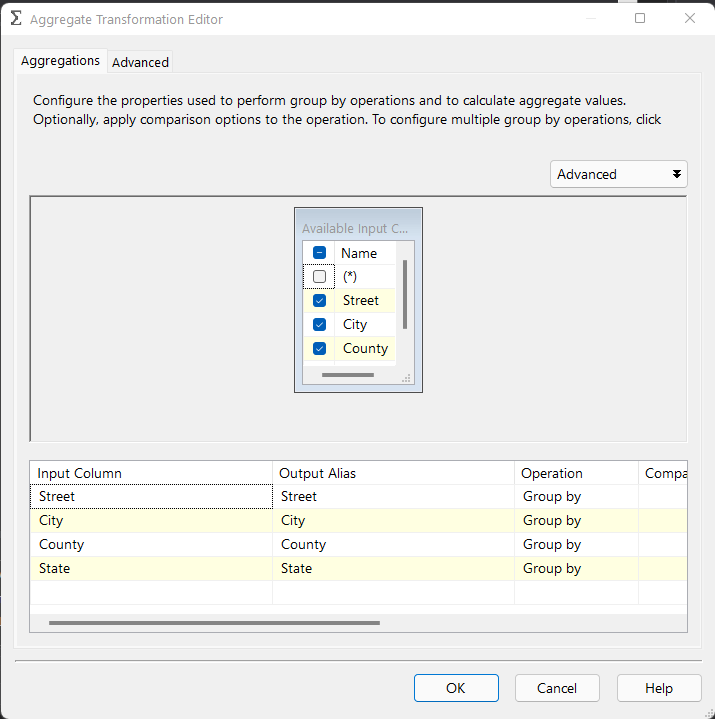 Aggregate Transformation Editor
Aggregations Advanced
Configure the properties used to perform group by operations and to calculate aggregate values.
Optionally, apply comparison options to the operation. To configure multiple group by operations, click
Advanced
Available Input C...
Name
(*)
Street
City
County
Input Column Output Alias Operation Compa
Street Street Group by
City City Group by
County County Group by
State State Group by
OK Cancel Help